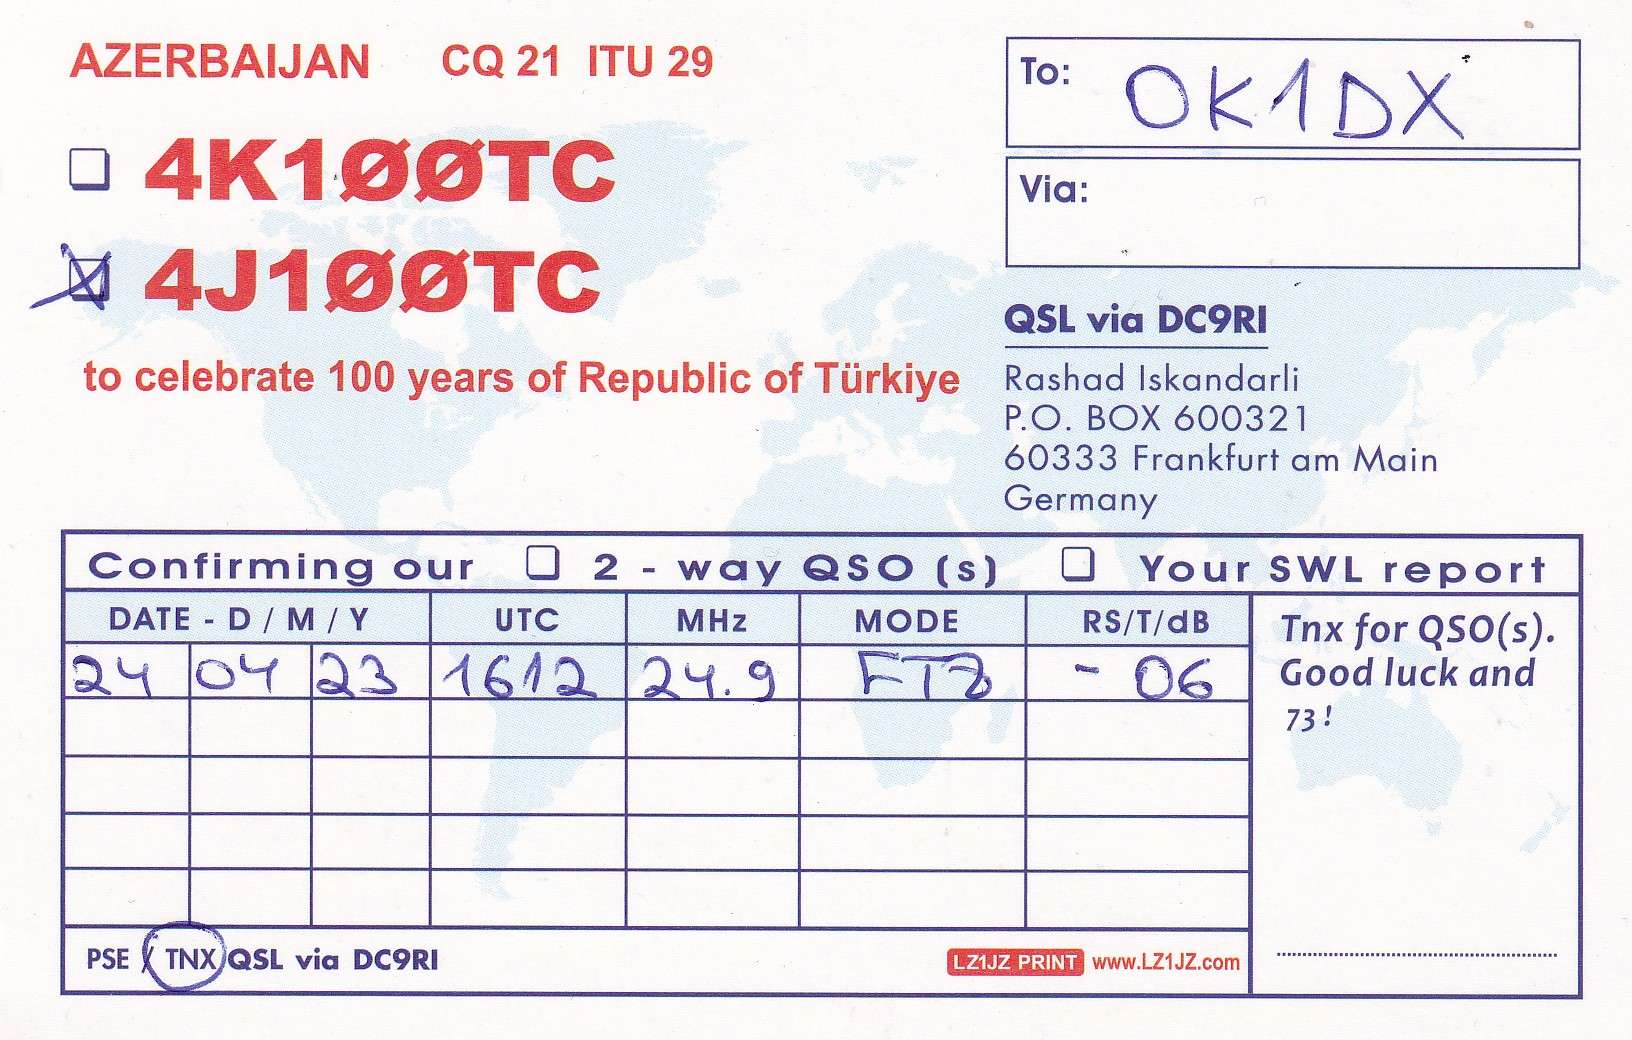 AZERBAIJAN CQ 21 ITU 29
4K1ØØTC
4J1ØØTC
to celebrate 100 years of Republic of Türkiye
To: OK1DX
Via:
QSL via DC9RI
Rashad Iskandarli
P.O. BOX 600321
60333 Frankfurt am Main
Germany
Confirming our 2 - way QSO (s) Your SWL report
DATE - D / M / Y UTC MHz MODE RS/T/dB
24 04 23 1612 24.9 FT8 - 06
Tnx for QSO(s).
Good luck and
73!
PSE / TNX QSL via DC9RI
LZ1JZ PRINT www.LZ1JZ.com